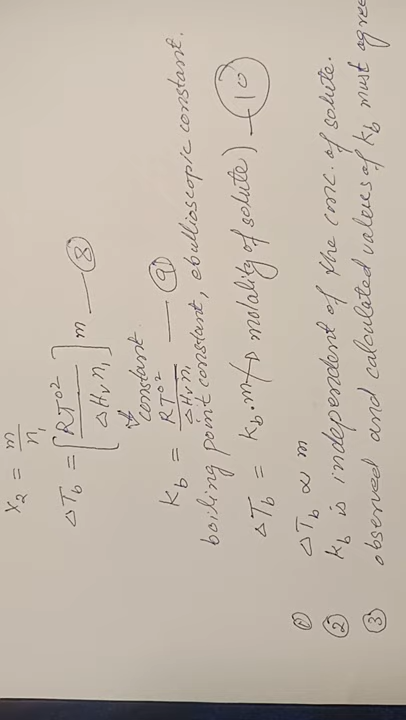 x₂ = m/n₁
ΔT_b = [RT°²/ΔH_v n₁] m — ⑧
constant.
k_b = RT°²/ΔH_v n₁ — ⑨
boiling point constant, ebullioscopic constant.
ΔT_b = k_b.m (→ molality of solute) — ⑩
① ΔT_b ∝ m
② k_b is independent of the conc. of solute.
③ observed and calculated values of k_b must agree